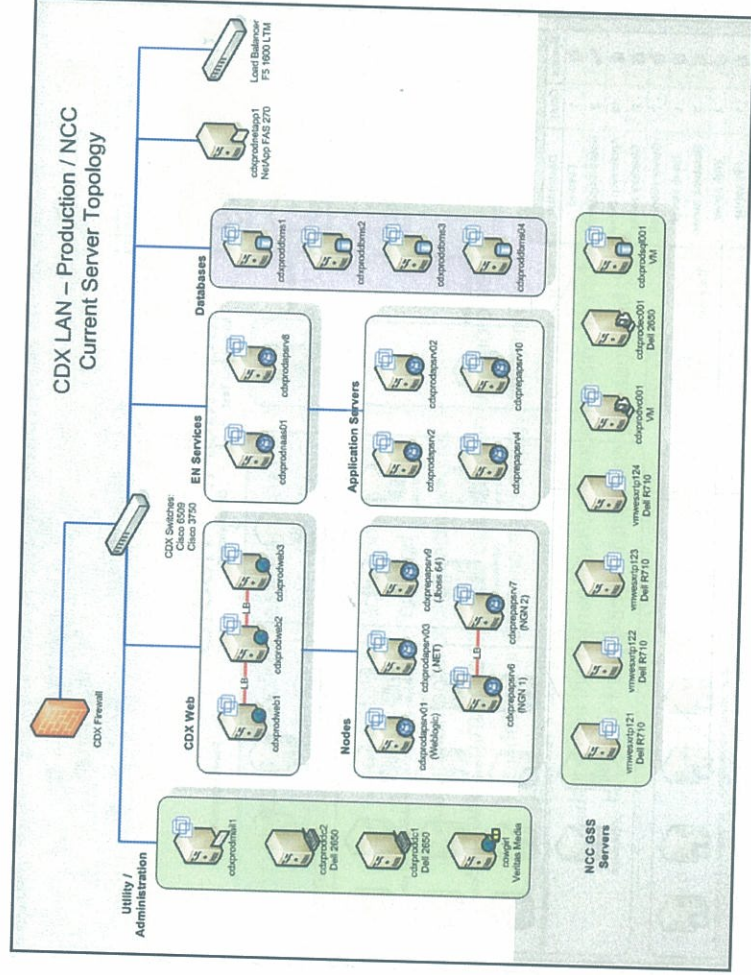 CDX LAN – Production / NCC
Current Server Topology
CDX Firewall
CDX Switches:
Cisco 6509
Cisco 3750
Load Balancer
F5 1600 LTM
cdxprodnetapp1
NetApp FAS 270
Utility /
Administration
cdxprodmail1
cdxproddc2
Dell 2650
cdxproddc1
Dell 2650
cowgirl
Veritas Media
CDX Web
cdxprodweb1
LB
cdxprodweb2
LB
cdxprodweb3
EN Services
cdxprodnaas01
cdxprodapsrv8
Databases
cdxproddbms1
cdxproddbms2
cdxproddbms3
cdxproddbms04
Nodes
cdxprodapsrv01
(Weblogic)
cdxprodapsrv03
(.NET)
cdxprepapsrv9
(Jboss 64)
cdxprepapsrv6
(NGN 1)
LB
cdxprepapsrv7
(NGN 2)
Application Servers
cdxprodapsrv2
cdxprodapsrv02
cdxprepapsrv4
cdxprepapsrv10
NCC GSS
Servers
vmwesxrtp121
Dell R710
vmwesxrtp122
Dell R710
vmwesxrtp123
Dell R710
vmwesxrtp124
Dell R710
cdxprodvc001
VM
cdxprodec001
Dell 2650
cdxprodsql001
VM